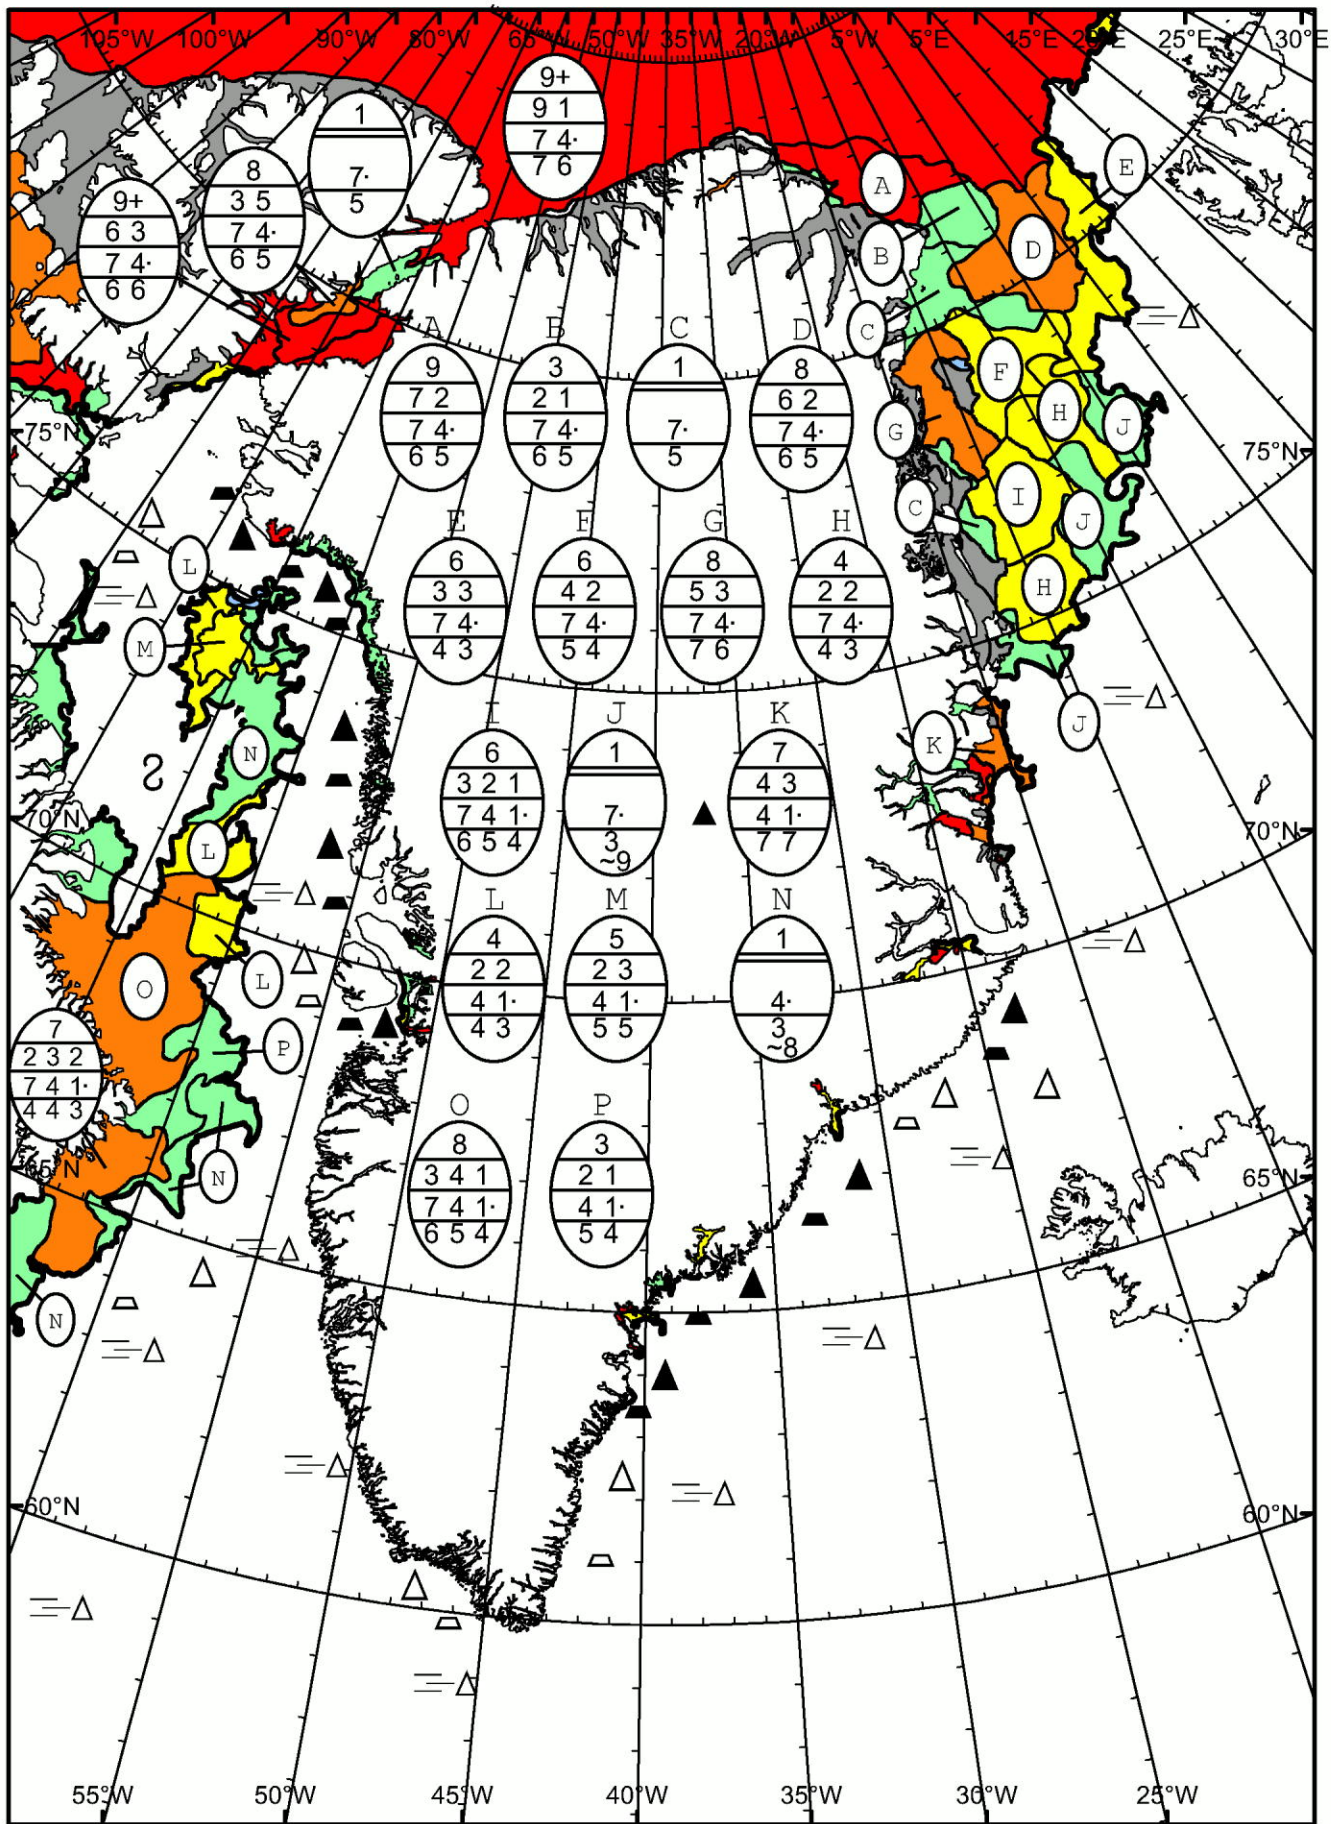 105°W 100°W 90°W 80°W 65°W 50°W 35°W 20°W 5°W 5°E 15°E 20°E 25°E 30°E
9+
9 1
7 4·
7 6
1
7·
5
8
3 5
7 4·
6 5
9+
6 3
7 4·
6 6
A
B
C
D
E
F
G
H
I
J
C
J
H
J
K
75°N
75°N
A B C D
9 3 1 8
7 2 2 1 6 2
7 4· 7 4· 7· 7 4·
6 5 6 5 5 6 5
E F G H
6 6 8 4
3 3 4 2 5 3 2 2
7 4· 7 4· 7 4· 7 4·
4 3 5 4 7 6 4 3
I J K
6 1 7
3 2 1 4 3
7 4 1· 7· 4 1·
6 5 4 3 7 7
~9
L M N
4 5 1
2 2 2 3
4 1· 4 1· 4·
4 3 5 5 3
~8
O P
8 3
3 4 1 2 1
7 4 1· 4 1·
6 5 4 5 4
L
M
N
70°N
70°N
L
L
O
P
7
2 3 2
7 4 1·
4 4 3
65°N
65°N
N
N
60°N
60°N
55°W 50°W 45°W 40°W 35°W 30°W 25°W